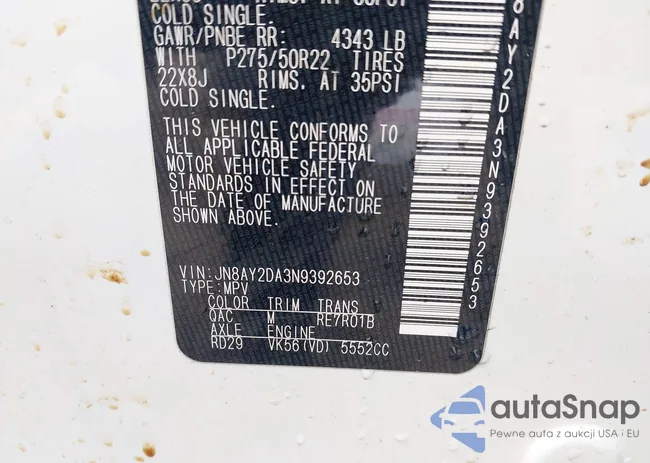 COLD SINGLE.
GAWR/PNBE RR: 4343 LB
WITH P275/50R22 TIRES
22X8J RIMS. AT 35PSI
COLD SINGLE.
THIS VEHICLE CONFORMS TO
ALL APPLICABLE FEDERAL
MOTOR VEHICLE SAFETY
STANDARDS IN EFFECT ON
THE DATE OF MANUFACTURE
SHOWN ABOVE.
VIN:JN8AY2DA3N9392653
TYPE:MPV
COLOR TRIM TRANS
QAC M RE7R01B
AXLE ENGINE
RD29 VK56(VD) 5552CC
8AY2DA3N9392653
autaSnap
Pewne auta z aukcji USA i EU